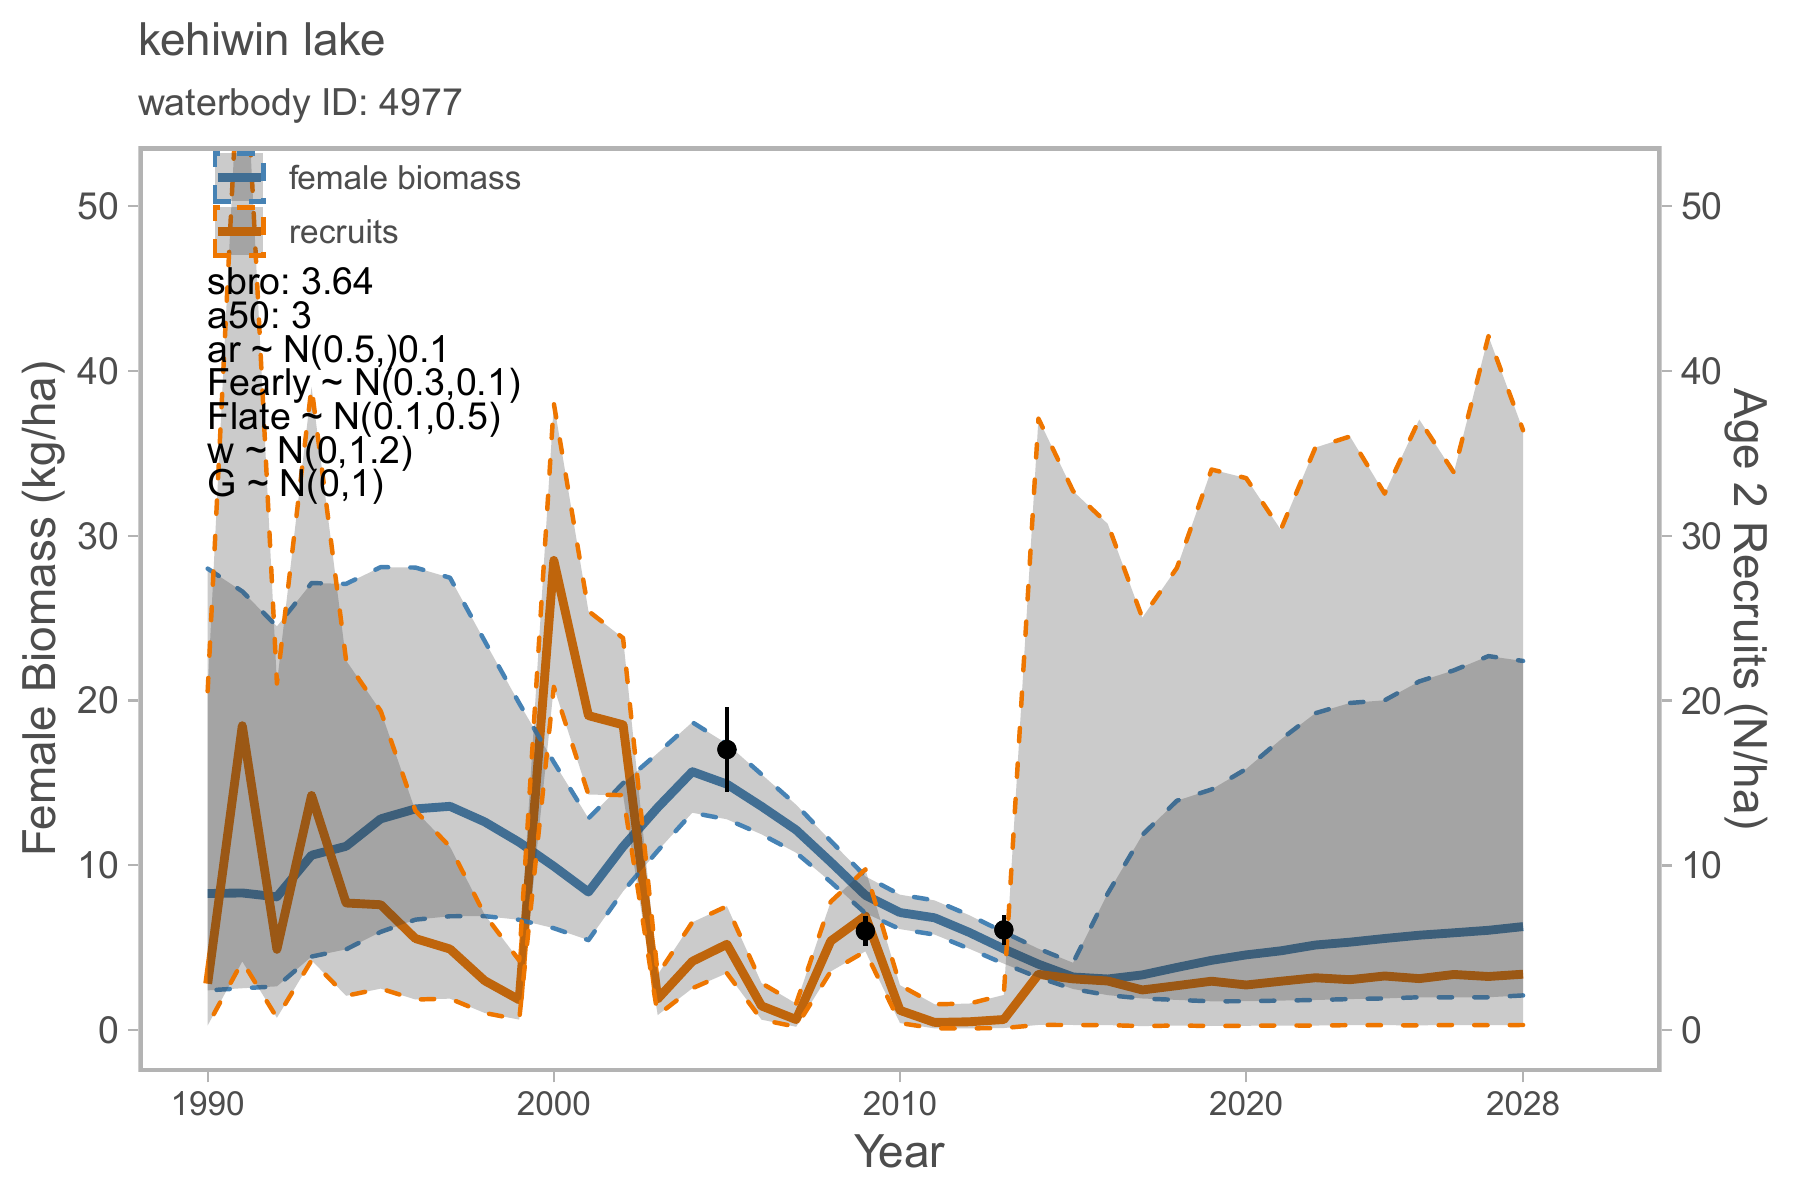 kehiwin lake
waterbody ID: 4977
female biomass
recruits
sbro: 3.64
a50: 3
ar ~ N(0.5,)0.1
Fearly ~ N(0.3,0.1)
Flate ~ N(0.1,0.5)
w ~ N(0,1.2)
G ~ N(0,1)
Female Biomass (kg/ha)
50
40
30
20
10
0
Age 2 Recruits (N/ha)
50
40
30
20
10
0
1990
2000
2010
2020
2028
Year